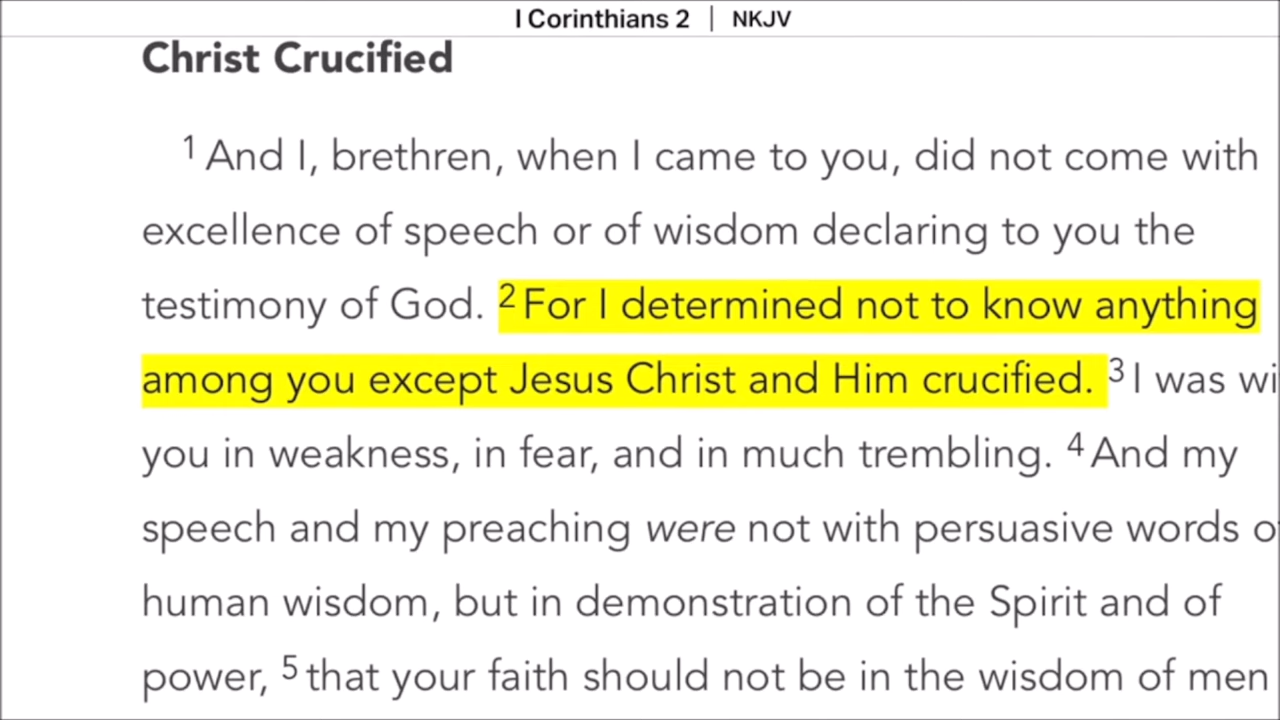 I Corinthians 2 | NKJV
Christ Crucified
1 And I, brethren, when I came to you, did not come with
excellence of speech or of wisdom declaring to you the
testimony of God. 2 For I determined not to know anything
among you except Jesus Christ and Him crucified. 3 I was wi
you in weakness, in fear, and in much trembling. 4 And my
speech and my preaching were not with persuasive words o
human wisdom, but in demonstration of the Spirit and of
power, 5 that your faith should not be in the wisdom of men